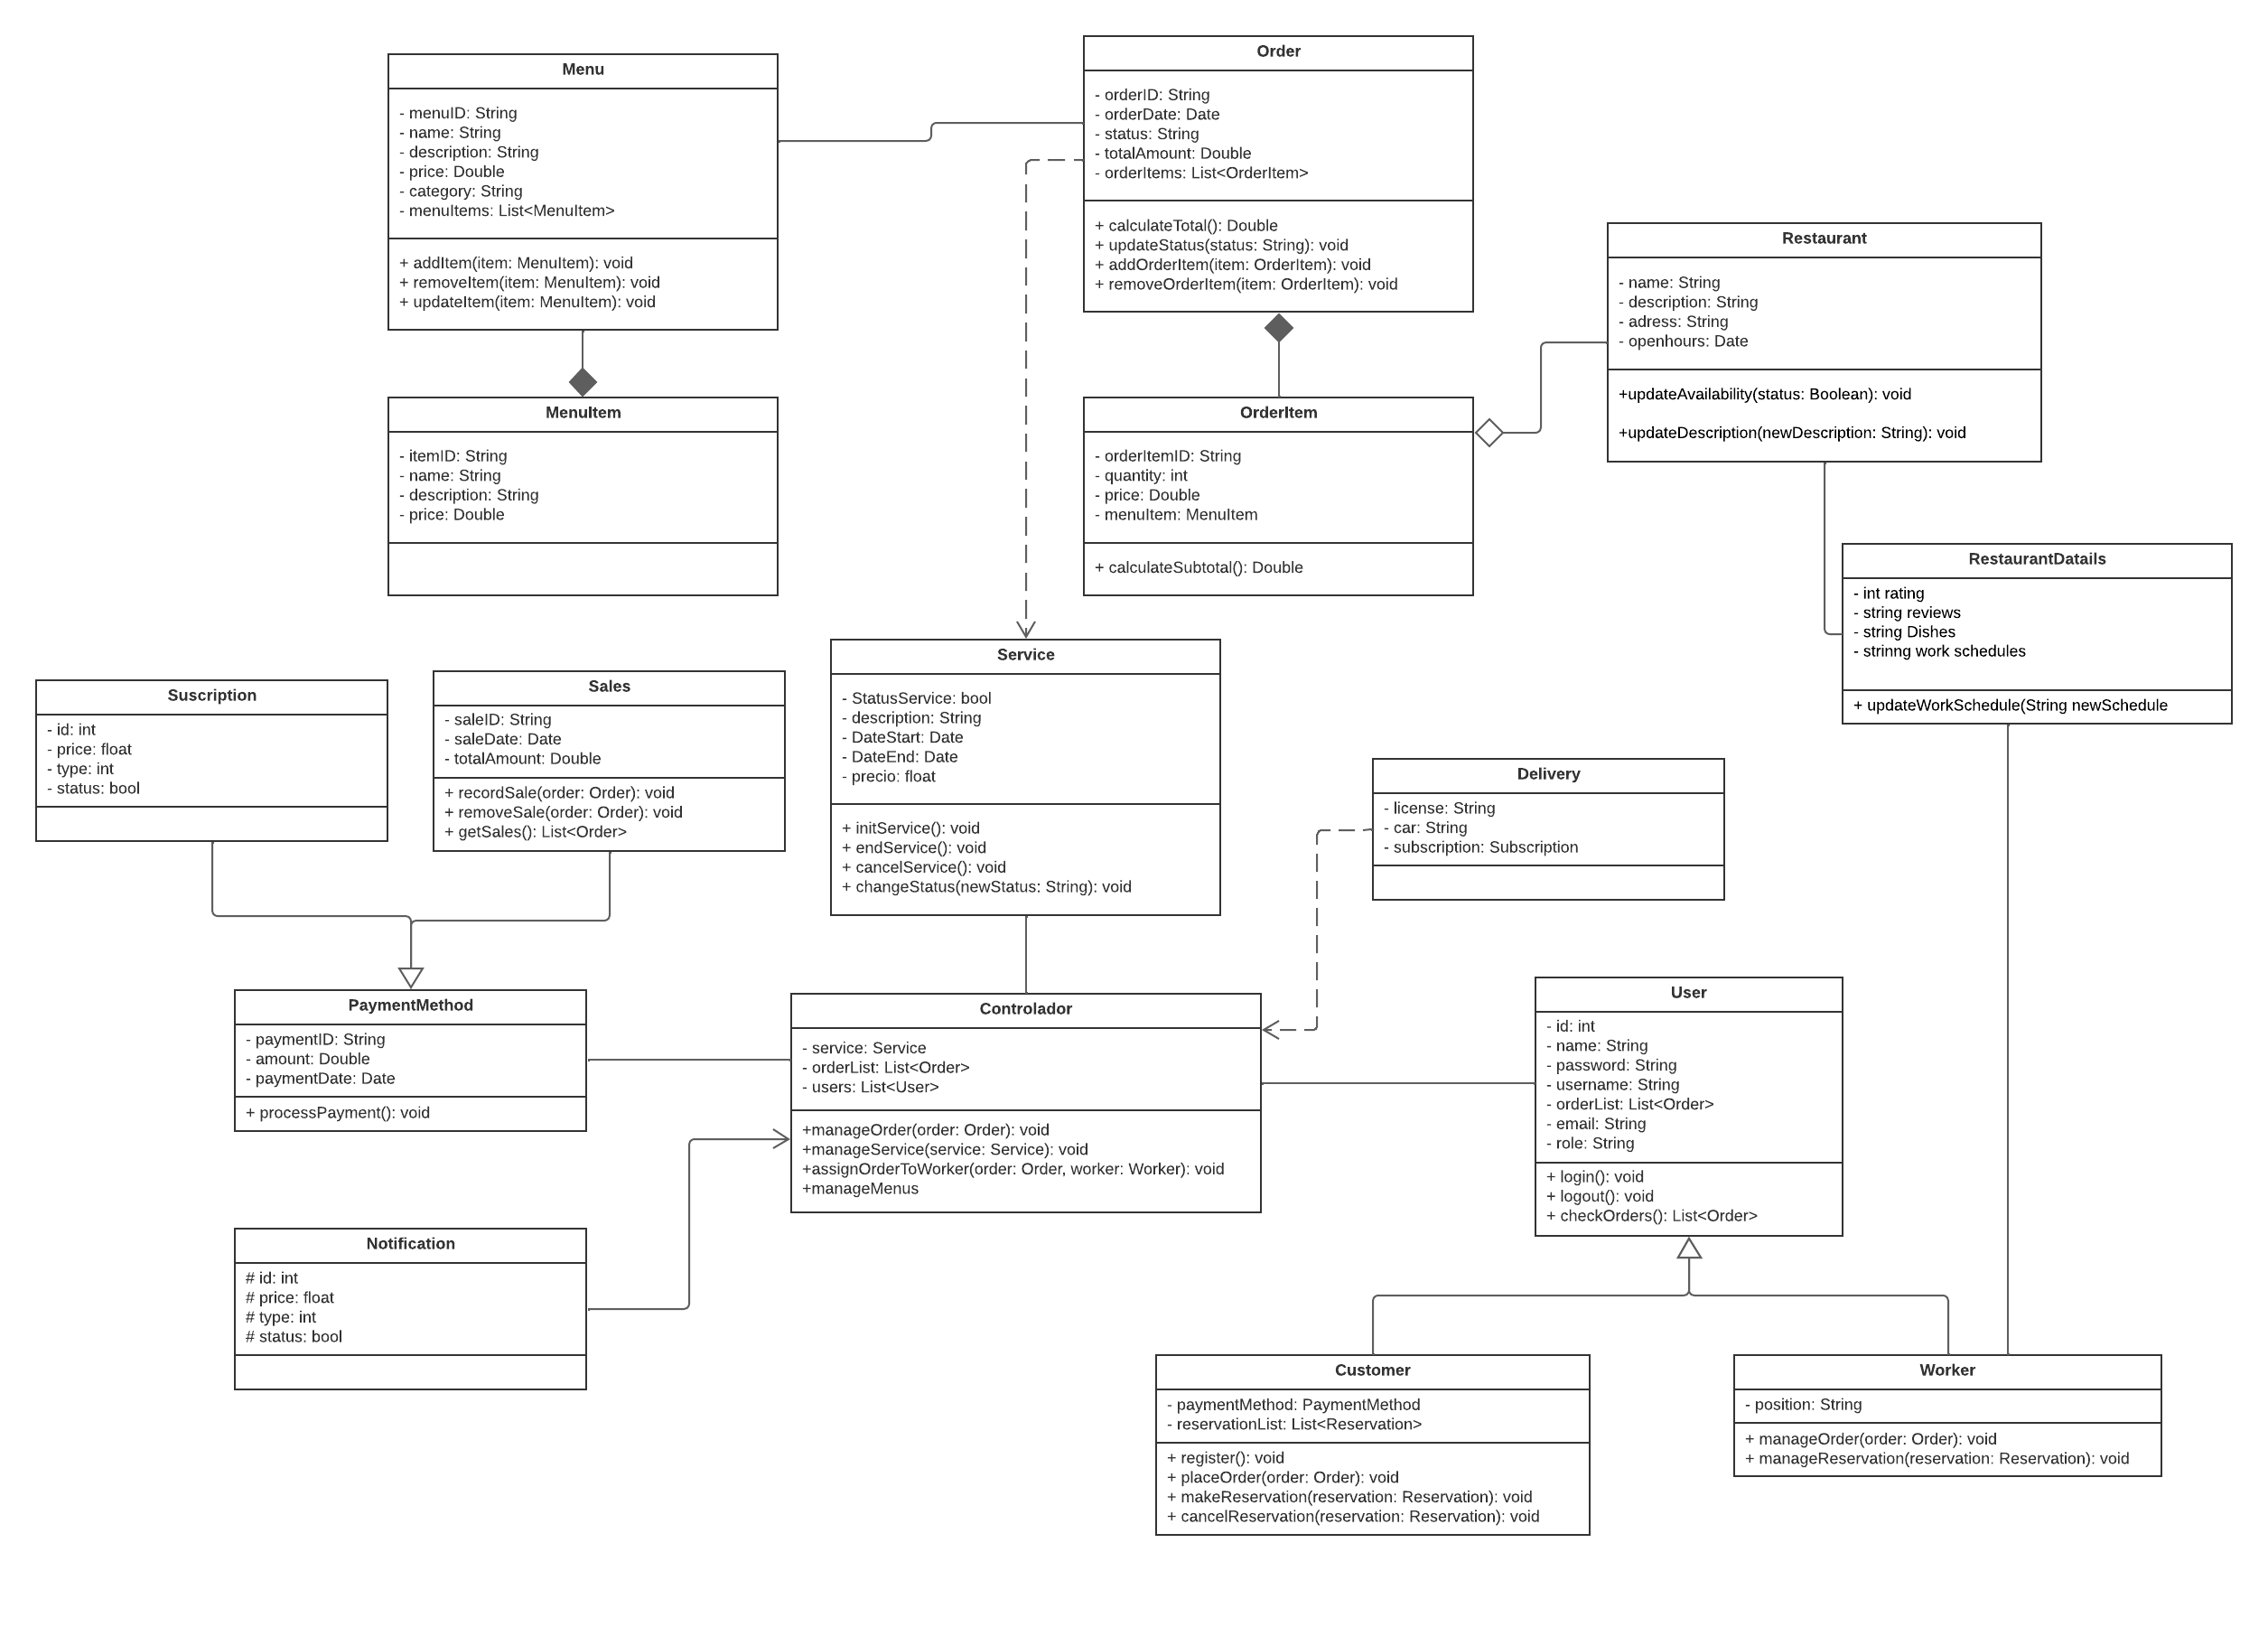 Menu
- menuID: String
- name: String
- description: String
- price: Double
- category: String
- menuItems: List<MenuItem>
+ addItem(item: MenuItem): void
+ removeItem(item: MenuItem): void
+ updateItem(item: MenuItem): void
Order
- orderID: String
- orderDate: Date
- status: String
- totalAmount: Double
- orderItems: List<OrderItem>
+ calculateTotal(): Double
+ updateStatus(status: String): void
+ addOrderItem(item: OrderItem): void
+ removeOrderItem(item: OrderItem): void
Restaurant
- name: String
- description: String
- adress: String
- openhours: Date
+updateAvailability(status: Boolean): void
+updateDescription(newDescription: String): void
MenuItem
- itemID: String
- name: String
- description: String
- price: Double
OrderItem
- orderItemID: String
- quantity: int
- price: Double
- menuItem: MenuItem
+ calculateSubtotal(): Double
RestaurantDatails
- int rating
- string reviews
- string Dishes
- strinng work schedules
+ updateWorkSchedule(String newSchedule
Suscription
- id: int
- price: float
- type: int
- status: bool
Sales
- saleID: String
- saleDate: Date
- totalAmount: Double
+ recordSale(order: Order): void
+ removeSale(order: Order): void
+ getSales(): List<Order>
Service
- StatusService: bool
- description: String
- DateStart: Date
- DateEnd: Date
- precio: float
+ initService(): void
+ endService(): void
+ cancelService(): void
+ changeStatus(newStatus: String): void
Delivery
- license: String
- car: String
- subscription: Subscription
PaymentMethod
- paymentID: String
- amount: Double
- paymentDate: Date
+ processPayment(): void
Controlador
- service: Service
- orderList: List<Order>
- users: List<User>
+manageOrder(order: Order): void
+manageService(service: Service): void
+assignOrderToWorker(order: Order, worker: Worker): void
+manageMenus
User
- id: int
- name: String
- password: String
- username: String
- orderList: List<Order>
- email: String
- role: String
+ login(): void
+ logout(): void
+ checkOrders(): List<Order>
Notification
# id: int
# price: float
# type: int
# status: bool
Customer
- paymentMethod: PaymentMethod
- reservationList: List<Reservation>
+ register(): void
+ placeOrder(order: Order): void
+ makeReservation(reservation: Reservation): void
+ cancelReservation(reservation: Reservation): void
Worker
- position: String
+ manageOrder(order: Order): void
+ manageReservation(reservation: Reservation): void